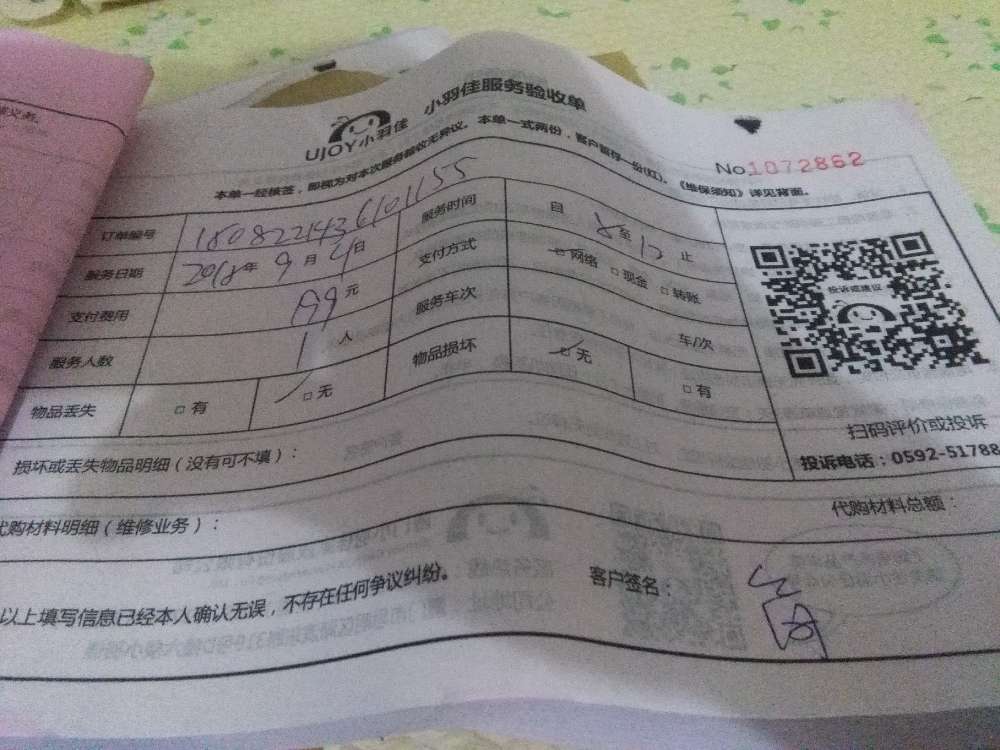 UJOY小羽佳 小羽佳服务验收单
No1072862
本单一经核签，即视为对本次服务验收无异议。本单一式两份，客户留存一份(红)。《维保须知》详见背面。
订单编号 1808221436101155 服务时间 自 8 至 12 止
服务日期 2018年9月4日 支付方式 □网络 □现金 □转账
支付费用 199元 服务车次 车/次
服务人数 1人 物品损坏 □无 □有
物品丢失 □有 □无
投诉或建议
扫码评价或投诉
投诉电话：0592-51788
损坏或丢失物品明细（没有可不填）：
代购材料明细（维修业务）： 代购材料总额：
以上填写信息已经本人确认无误，不存在任何争议纠纷。 客户签名：